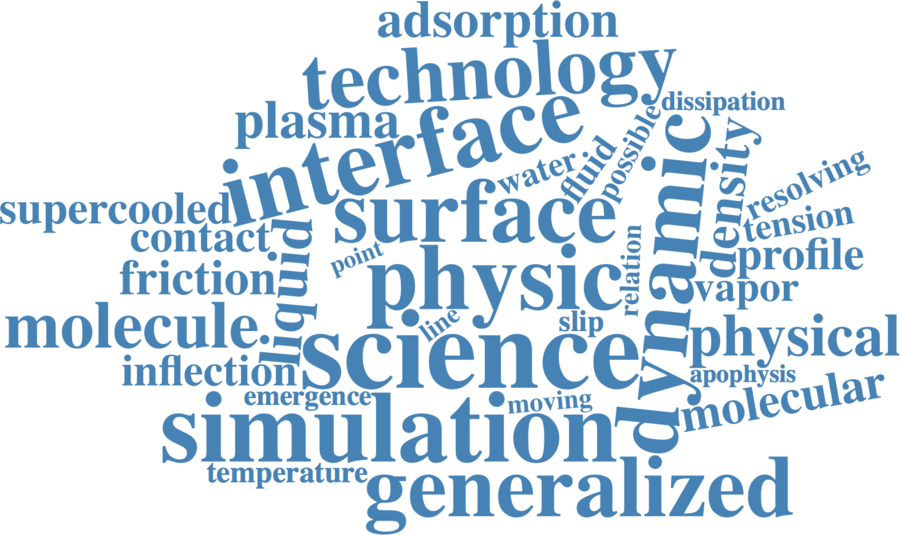 adsorption
technology
dissipation
plasma
interface
possible
fluid
water
dynamic
density
resolving
supercooled
surface
tension
contact
liquid
point
relation
profile
friction
physic
vapor
molecule
line
slip
physical
science
inflection
apophysis
emergence
moving
molecular
simulation
temperature
generalized